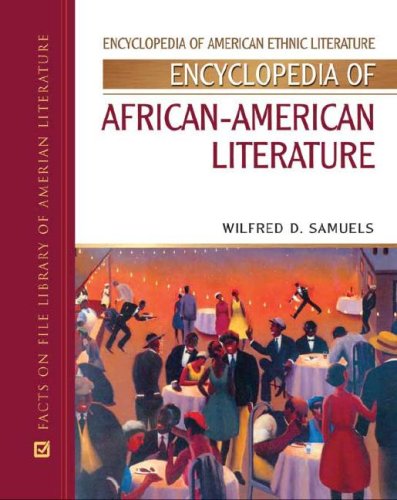 ENCYCLOPEDIA OF AMERICAN ETHNIC LITERATURE
ENCYCLOPEDIA OF
AFRICAN-AMERICAN
LITERATURE
WILFRED D. SAMUELS
FACTS ON FILE LIBRARY OF AMERIAN LITERATURE